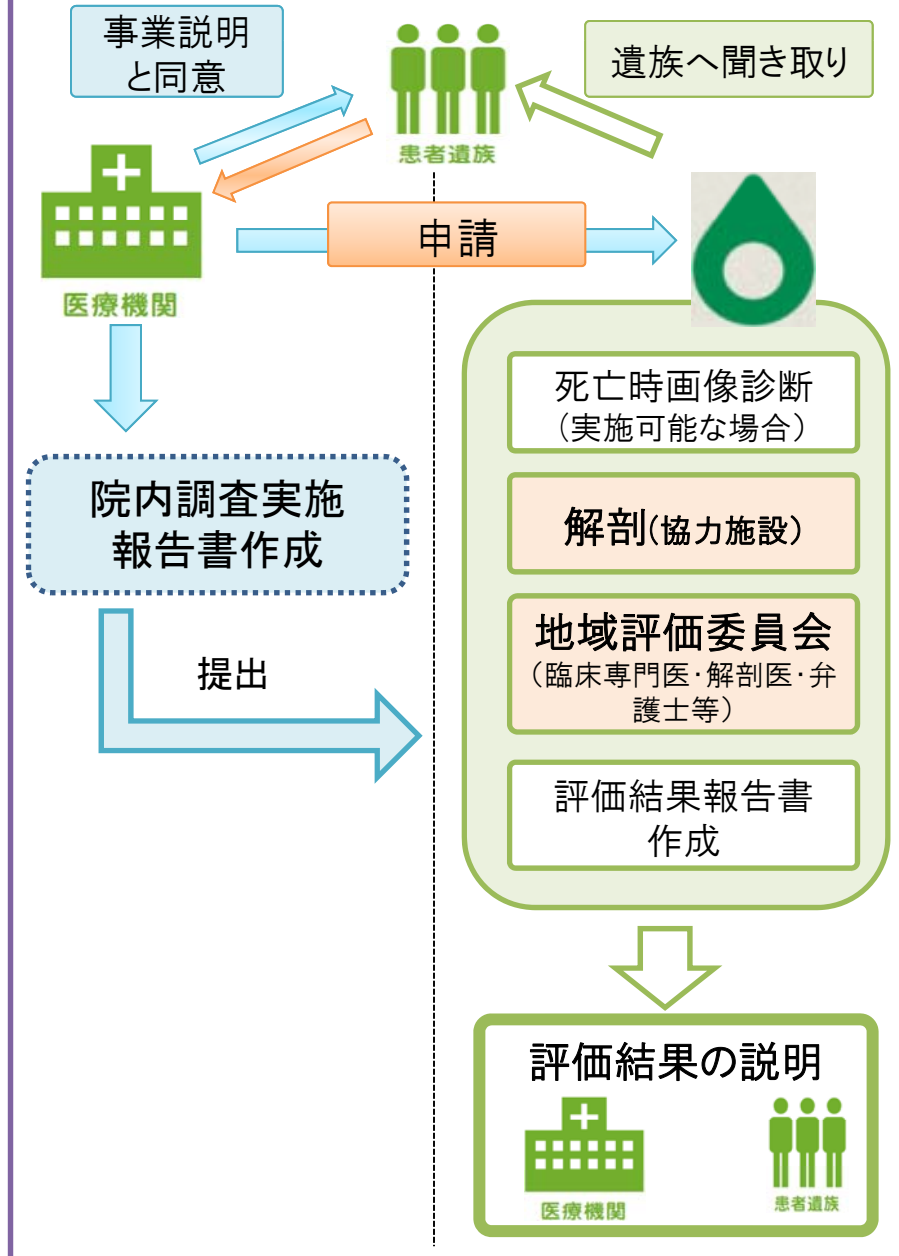 事業説明
と同意
遺族へ聞き取り
患者遺族
申請
医療機関
死亡時画像診断
（実施可能な場合）
解剖（協力施設）
院内調査実施
報告書作成
地域評価委員会
（臨床専門医・解剖医・弁
護士等）
提出
評価結果報告書
作成
評価結果の説明
医療機関
患者遺族